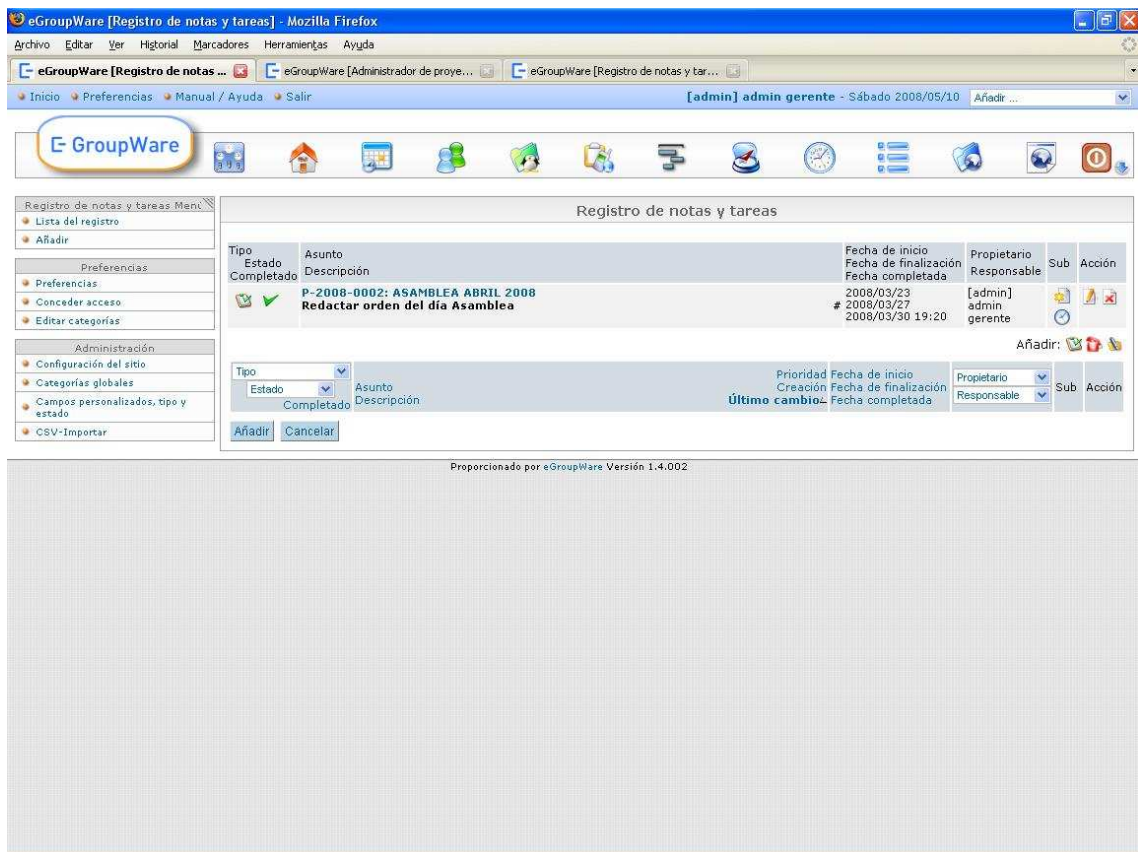 eGroupWare [Registro de notas y tareas] - Mozilla Firefox
Archivo Editar Ver Historial Marcadores Herramientas Ayuda
eGroupWare [Registro de notas ... eGroupWare [Administrador de proye... eGroupWare [Registro de notas y tar...
Inicio Preferencias Manual / Ayuda Salir [admin] admin gerente - Sábado 2008/05/10 Añadir ...
GroupWare
Registro de notas y tareas Menú
Lista del registro
Añadir
Preferencias
Preferencias
Conceder acceso
Editar categorías
Administración
Configuración del sitio
Categorías globales
Campos personalizados, tipo y
estado
CSV-Importar
Registro de notas y tareas
Tipo
Estado
Completado
Asunto
Descripción
Fecha de inicio
Fecha de finalización
Fecha completada
Propietario
Responsable
Sub Acción
P-2008-0002: ASAMBLEA ABRIL 2008
Redactar orden del día Asamblea
#
2008/03/23
2008/03/27
2008/03/30 19:20
[admin]
admin
gerente
Añadir:
Tipo
Estado
Completado
Asunto
Descripción
Prioridad
Creación
Último cambio
Fecha de inicio
Fecha de finalización
Fecha completada
Propietario
Responsable
Sub Acción
Añadir Cancelar
Proporcionado por eGroupWare Versión 1.4.002